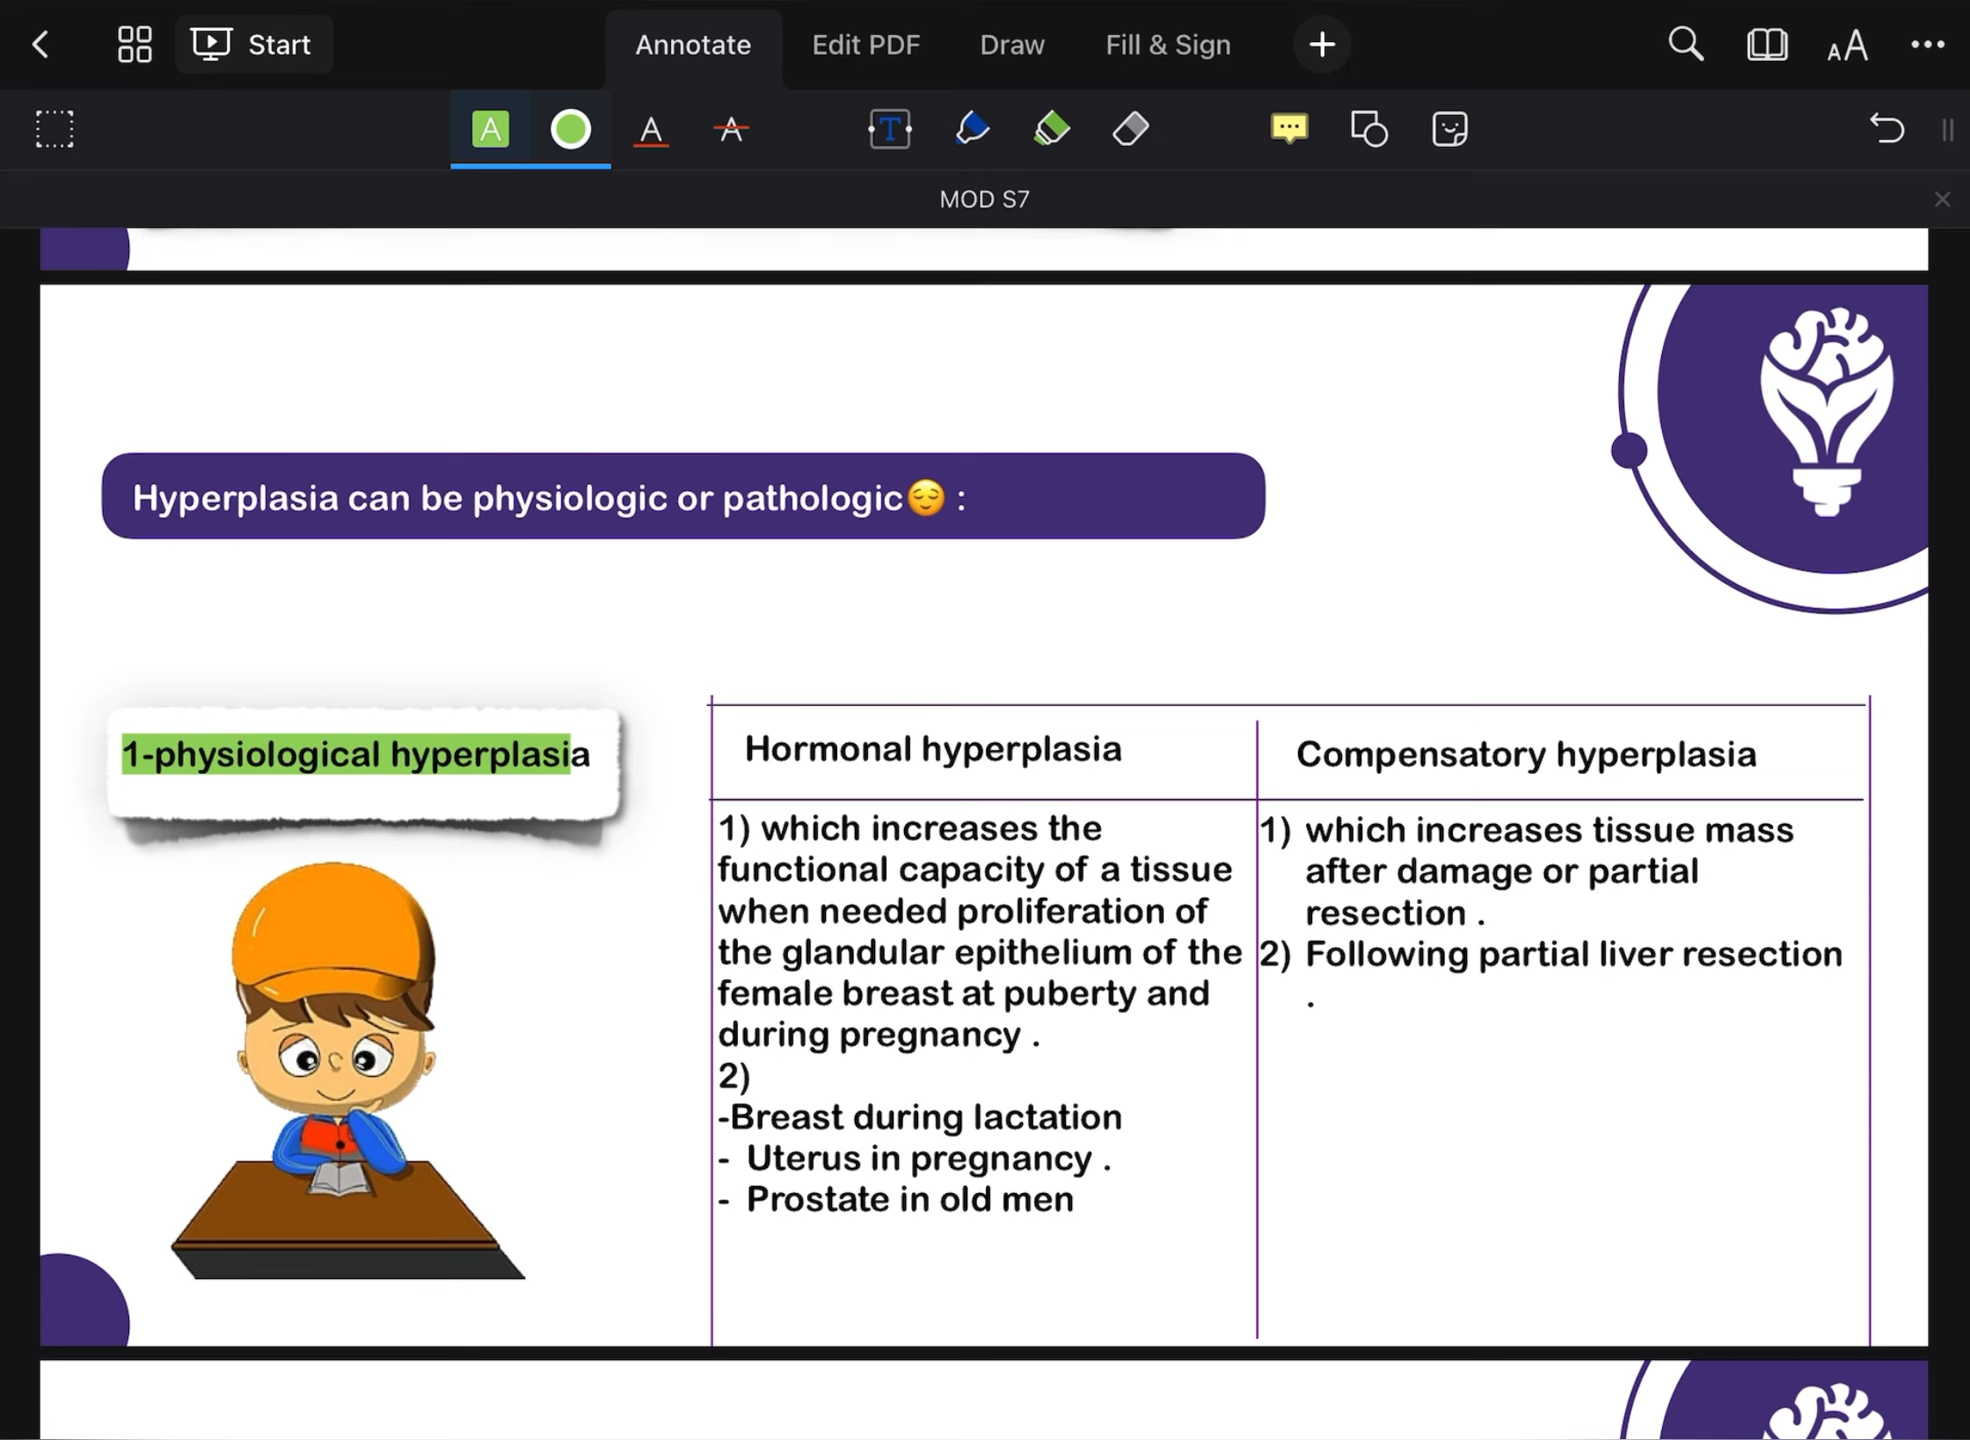 Start
Annotate
Edit PDF
Draw
Fill & Sign
AA
A
A
A
T
MOD S7
Hyperplasia can be physiologic or pathologic😌 :
1-physiological hyperplasia
Hormonal hyperplasia
1) which increases the
functional capacity of a tissue
when needed proliferation of
the glandular epithelium of the
female breast at puberty and
during pregnancy .
2)
-Breast during lactation
- Uterus in pregnancy .
- Prostate in old men
Compensatory hyperplasia
1) which increases tissue mass
after damage or partial
resection .
2) Following partial liver resection
.